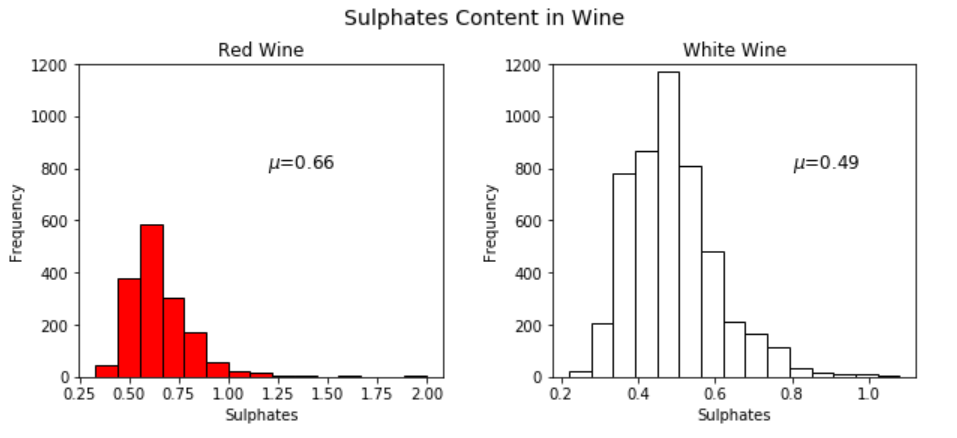 Sulphates Content in Wine
Red Wine
1200
1000
800
600
400
200
0
Frequency
μ=0.66
0.25 0.50 0.75 1.00 1.25 1.50 1.75 2.00
Sulphates
White Wine
1200
1000
800
600
400
200
0
Frequency
μ=0.49
0.2 0.4 0.6 0.8 1.0
Sulphates